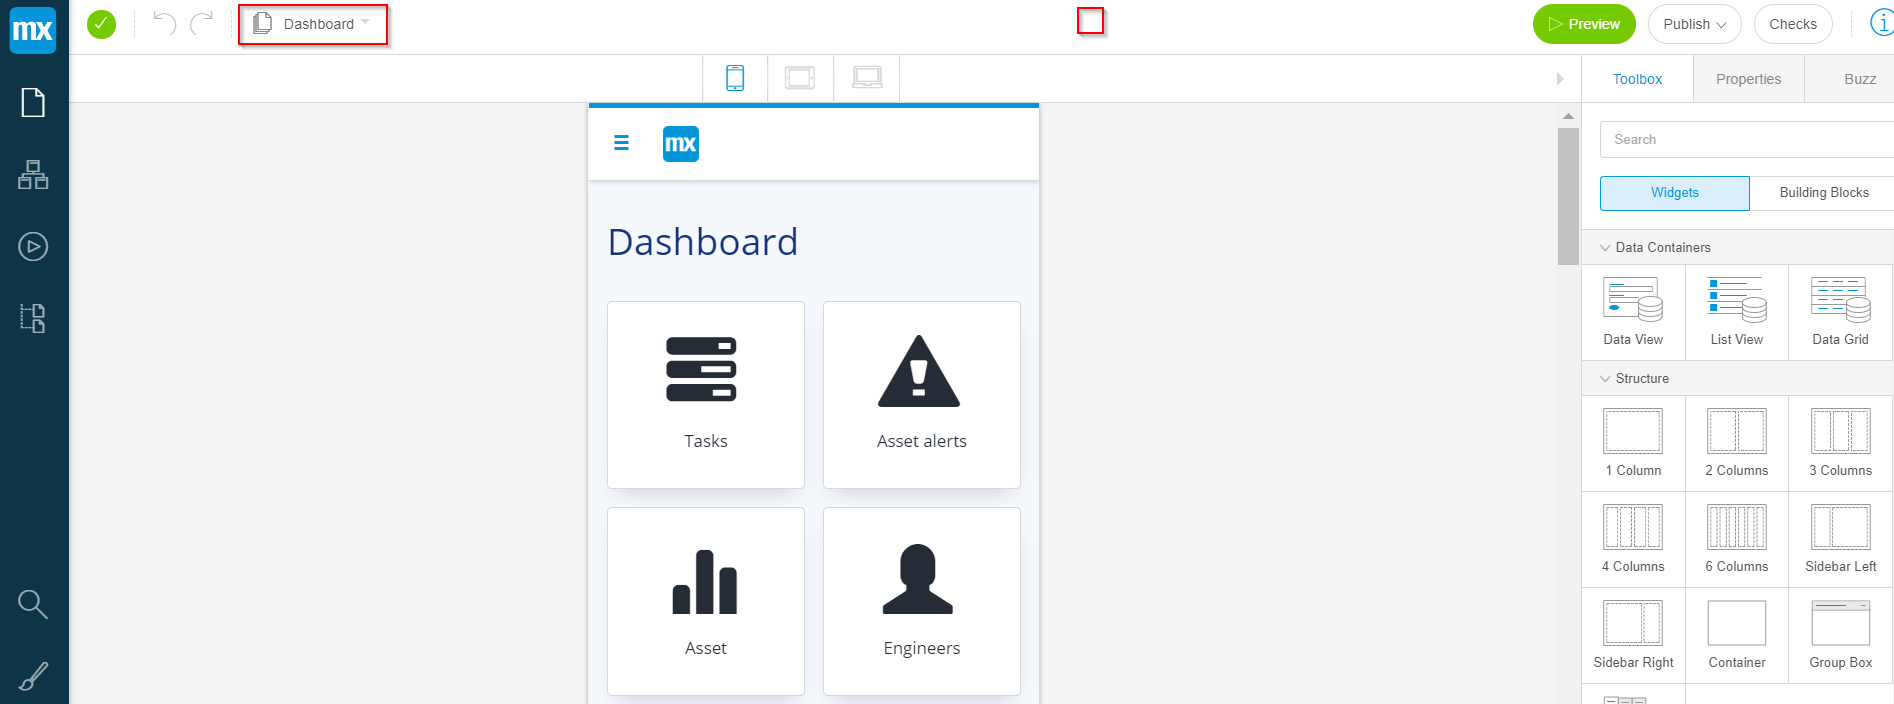 mx
Dashboard
Preview
Publish
Checks
Toolbox
Properties
Buzz
mx
Search
Widgets
Building Blocks
Dashboard
Data Containers
Data View
List View
Data Grid
Structure
Tasks
Asset alerts
1 Column
2 Columns
3 Columns
4 Columns
6 Columns
Sidebar Left
Asset
Engineers
Sidebar Right
Container
Group Box